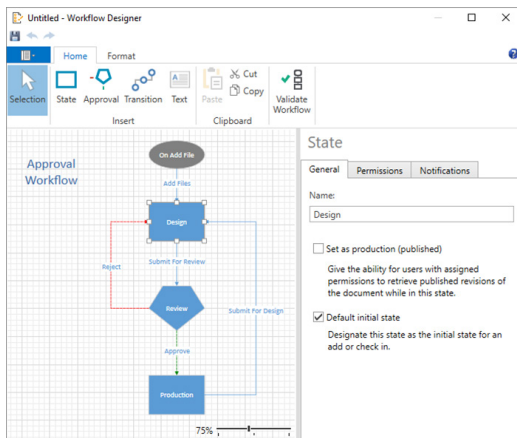 Untitled - Workflow Designer
Home
Format
Selection
State
Approval
Transition
Text
Paste
Cut
Copy
Validate
Workflow
Insert
Clipboard
Approval
Workflow
On Add File
Add Files
Design
Submit For Review
Reject
Review
Submit For Design
Approve
Production
75%
State
General
Permissions
Notifications
Name:
Design
Set as production (published)
Give the ability for users with assigned
permissions to retrieve published revisions of
the document while in this state.
Default initial state
Designate this state as the initial state for an
add or check in.